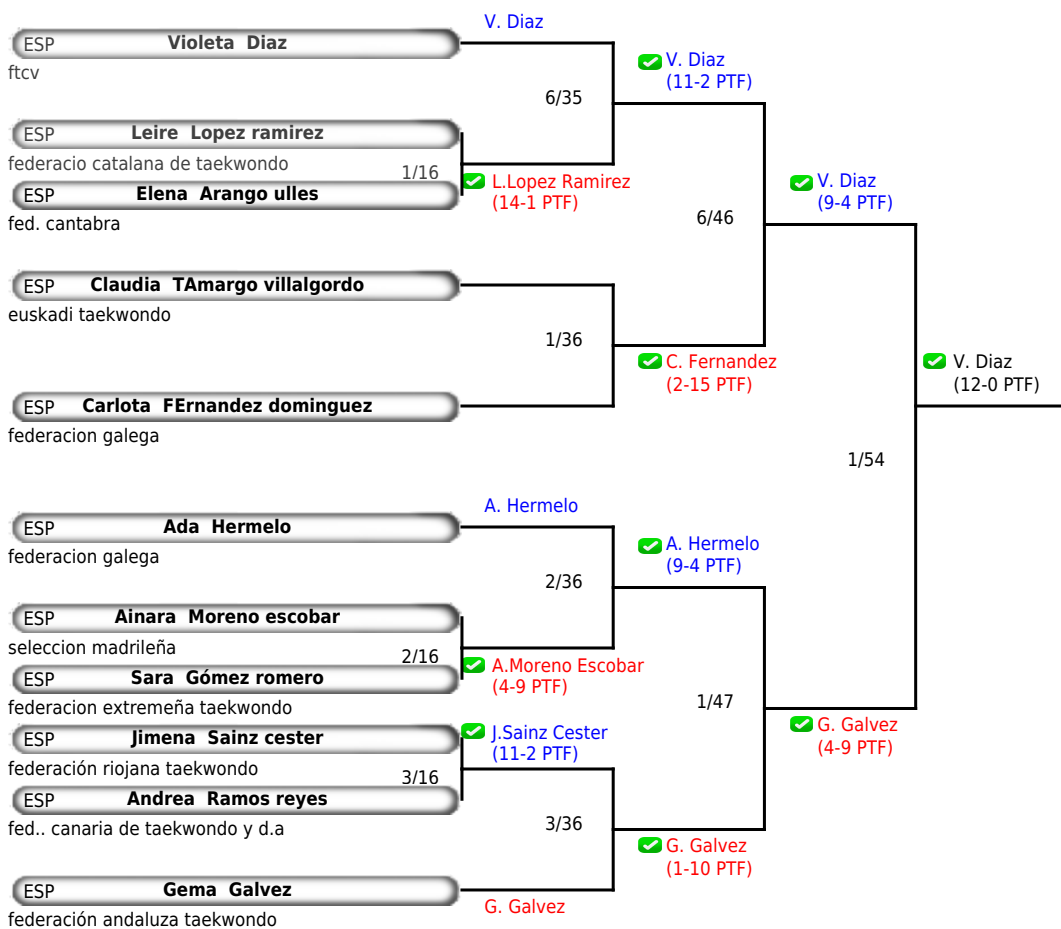 V. Diaz
ESP Violeta Diaz
ftcv
V. Diaz
(11-2 PTF)
6/35
ESP Leire Lopez ramirez
federacio catalana de taekwondo
1/16
L.Lopez Ramirez
(14-1 PTF)
ESP Elena Arango ulles
fed. cantabra
V. Diaz
(9-4 PTF)
6/46
ESP Claudia TAmargo villalgordo
euskadi taekwondo
1/36
C. Fernandez
(2-15 PTF)
V. Diaz
(12-0 PTF)
ESP Carlota FErnandez dominguez
federacion galega
1/54
A. Hermelo
ESP Ada Hermelo
federacion galega
A. Hermelo
(9-4 PTF)
2/36
ESP Ainara Moreno escobar
seleccion madrileña
2/16
A.Moreno Escobar
(4-9 PTF)
ESP Sara Gómez romero
federacion extremeña taekwondo
1/47
G. Galvez
(4-9 PTF)
ESP Jimena Sainz cester
J.Sainz Cester
(11-2 PTF)
federación riojana taekwondo
3/16
ESP Andrea Ramos reyes
fed.. canaria de taekwondo y d.a
3/36
G. Galvez
(1-10 PTF)
ESP Gema Galvez
G. Galvez
federación andaluza taekwondo